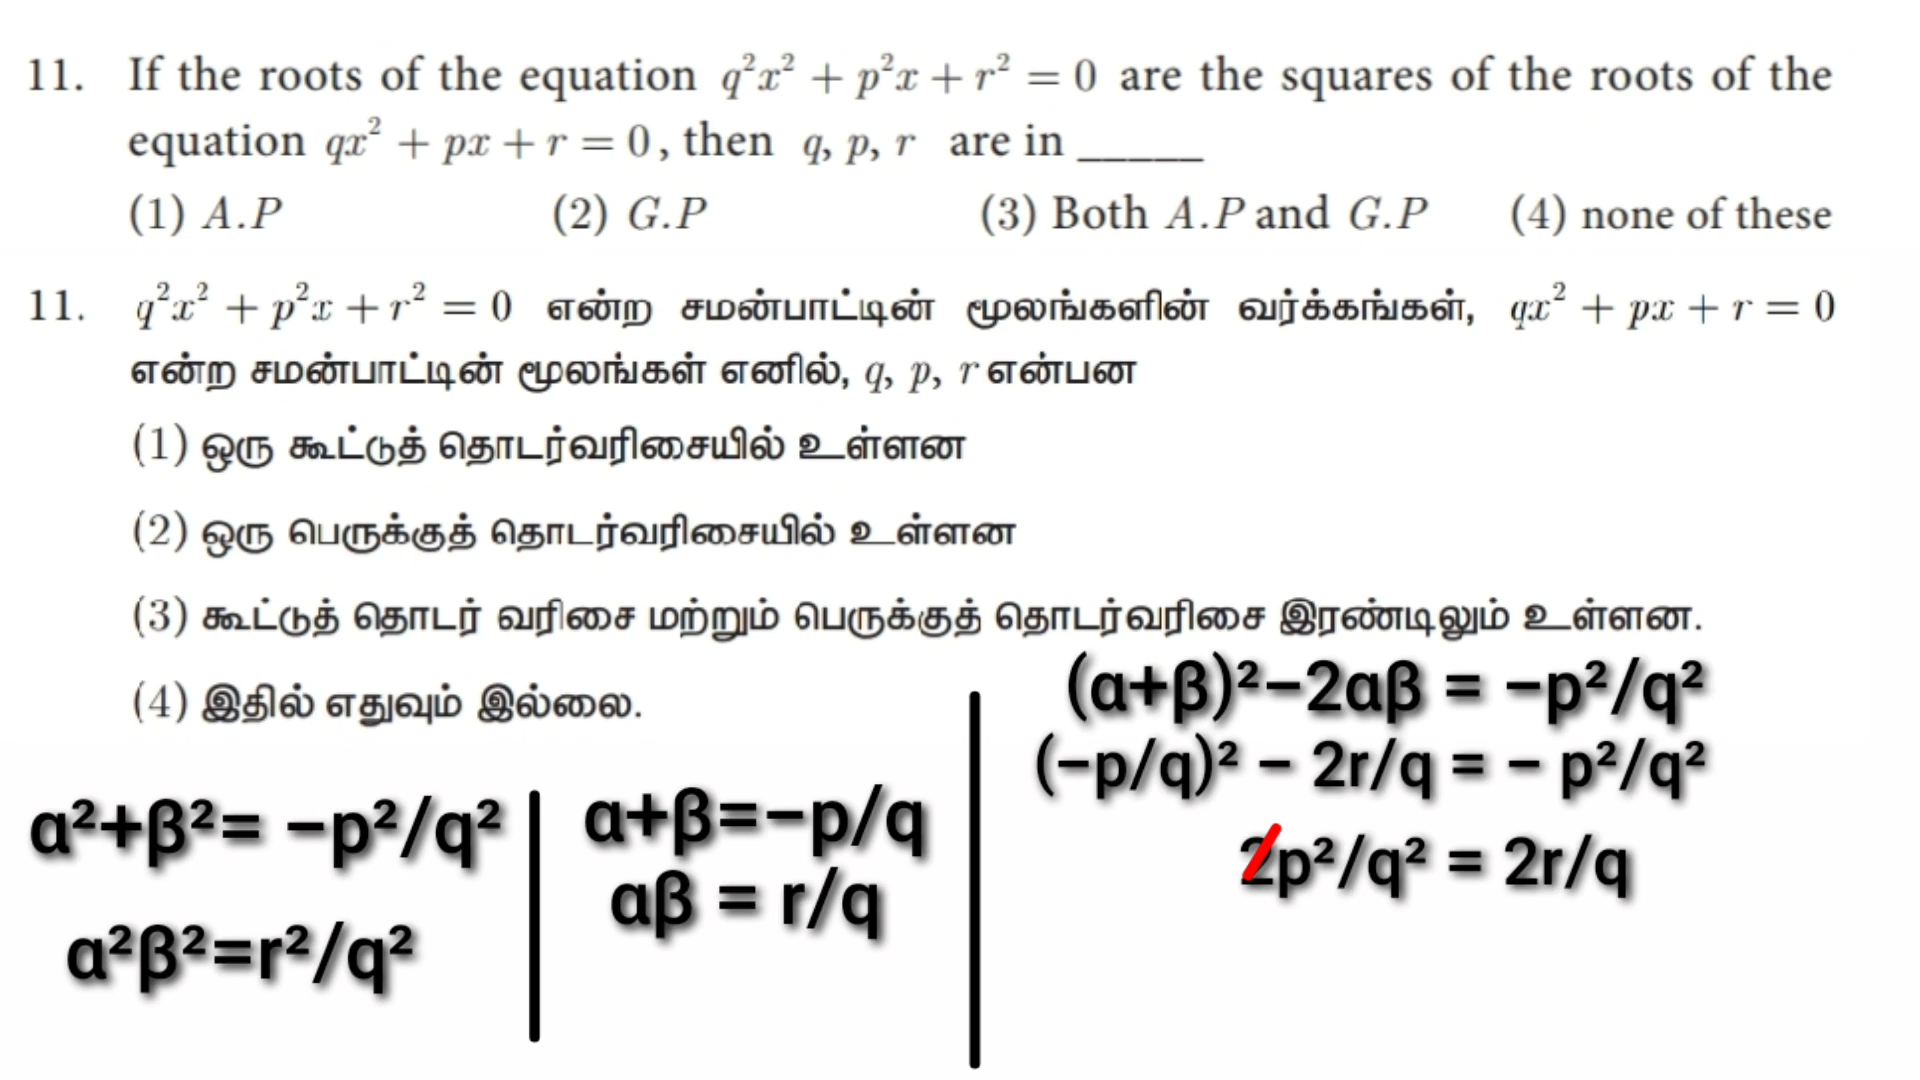 11. If the roots of the equation q²x² + p²x + r² = 0 are the squares of the roots of the
equation qx² + px + r = 0, then q, p, r are in _____
(1) A.P (2) G.P (3) Both A.P and G.P (4) none of these
11. q²x² + p²x + r² = 0 என்ற சமன்பாட்டின் மூலங்களின் வர்க்கங்கள், qx² + px + r = 0
என்ற சமன்பாட்டின் மூலங்கள் எனில், q, p, r என்பன
(1) ஒரு கூட்டுத் தொடர்வரிசையில் உள்ளன
(2) ஒரு பெருக்குத் தொடர்வரிசையில் உள்ளன
(3) கூட்டுத் தொடர் வரிசை மற்றும் பெருக்குத் தொடர்வரிசை இரண்டிலும் உள்ளன.
(4) இதில் எதுவும் இல்லை.
α²+β²= −p²/q²
α²β²=r²/q²
α+β=−p/q
αβ = r/q
(α+β)²−2αβ = −p²/q²
(−p/q)² − 2r/q = − p²/q²
2p²/q² = 2r/q